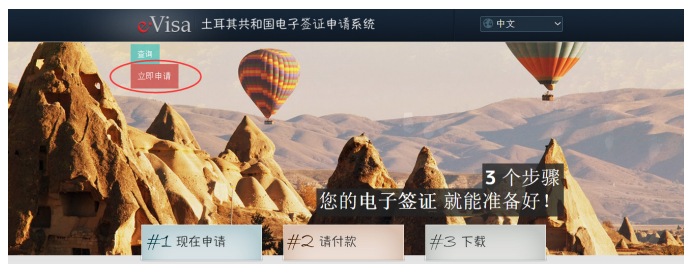 e-Visa 土耳其共和国电子签证申请系统
中文
查询
立即申请
3 个步骤
您的电子签证 就能准备好！
#1 现在申请
#2 请付款
#3 下载